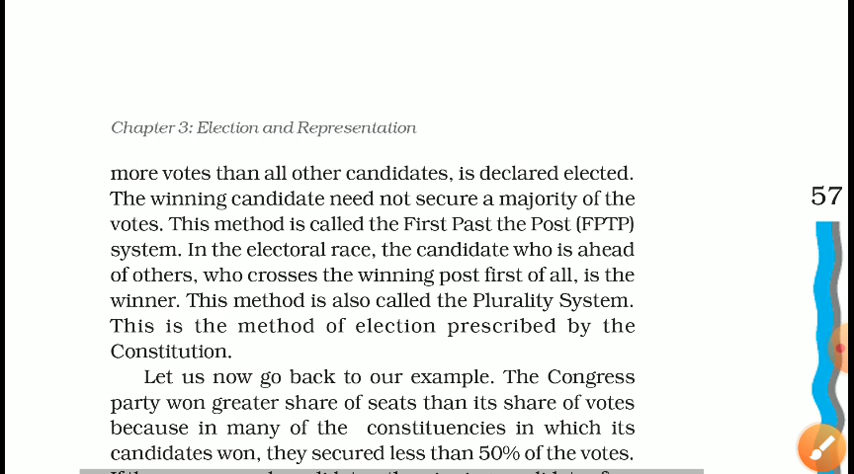 Chapter 3: Election and Representation
more votes than all other candidates, is declared elected.
The winning candidate need not secure a majority of the
57
votes. This method is called the First Past the Post (FPTP)
system. In the electoral race, the candidate who is ahead
of others, who crosses the winning post first of all, is the
winner. This method is also called the Plurality System.
This is the method of election prescribed by the
Constitution.
Let us now go back to our example. The Congress
party won greater share of seats than its share of votes
because in many of the constituencies in which its
candidates won, they secured less than 50% of the votes.